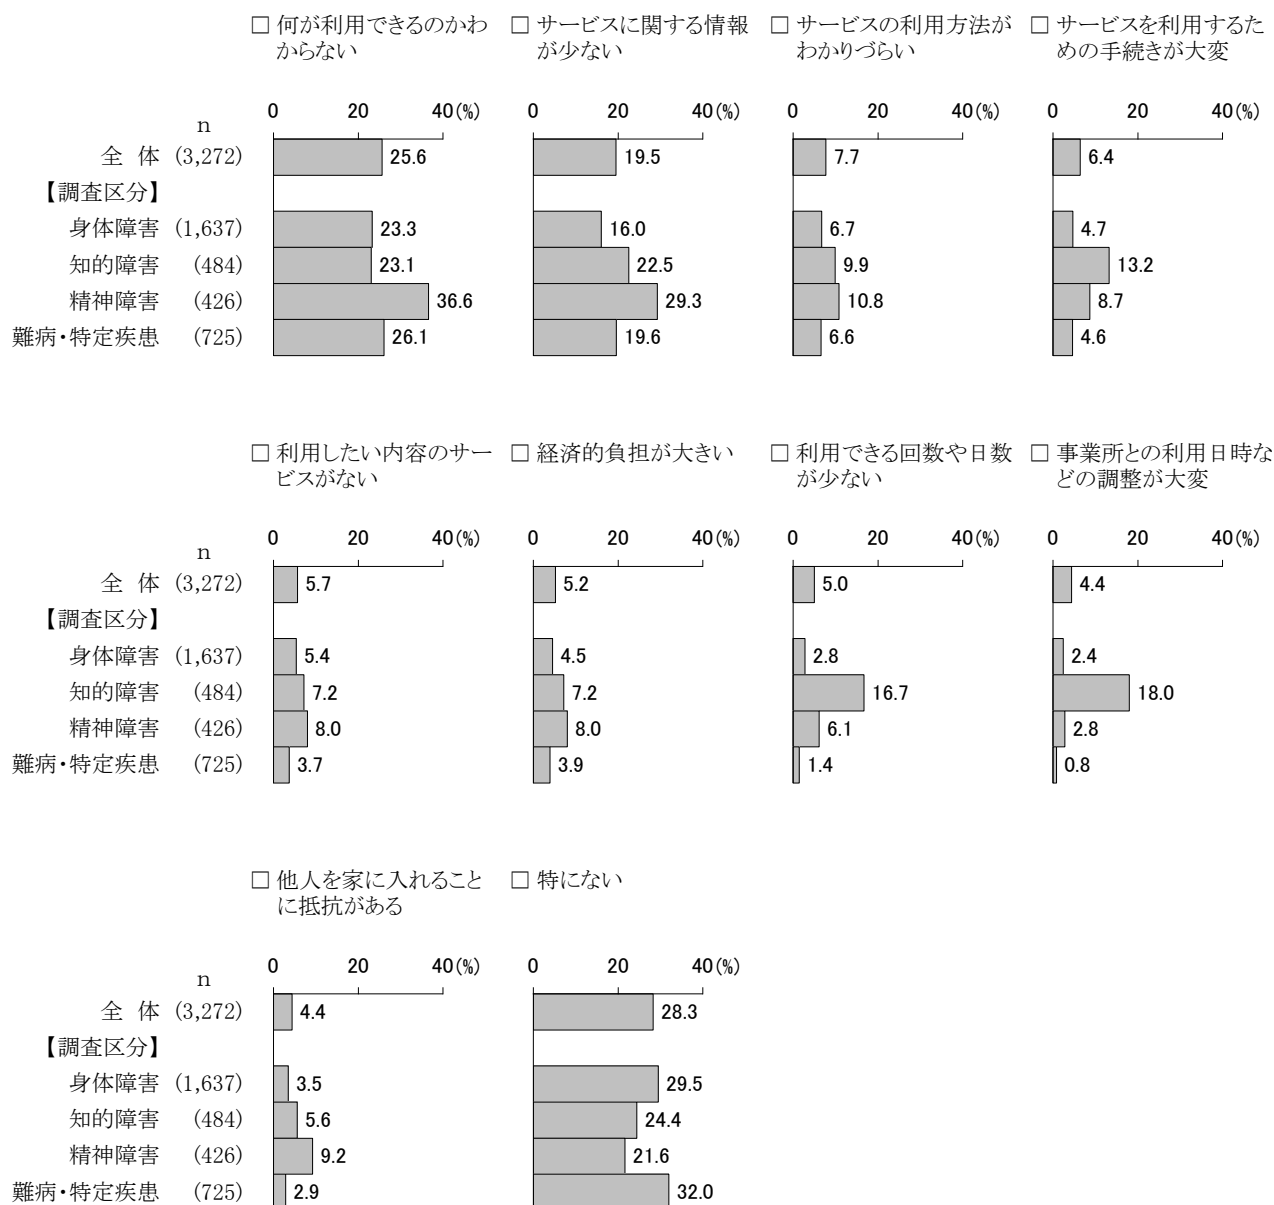 □ 何が利用できるのかわ □ サービスに関する情報 □ サービスの利用方法が □ サービスを利用するた
からない が少ない わかりづらい めの手続きが大変
0 20 40(%) 0 20 40(%) 0 20 40(%) 0 20 40(%)
n
全 体 (3,272) 25.6 19.5 7.7 6.4
【調査区分】
身体障害 (1,637) 23.3 16.0 6.7 4.7
知的障害 (484) 23.1 22.5 9.9 13.2
精神障害 (426) 36.6 29.3 10.8 8.7
難病・特定疾患 (725) 26.1 19.6 6.6 4.6
□ 利用したい内容のサー □ 経済的負担が大きい □ 利用できる回数や日数 □ 事業所との利用日時な
ビスがない が少ない どの調整が大変
0 20 40(%) 0 20 40(%) 0 20 40(%) 0 20 40(%)
n
全 体 (3,272) 5.7 5.2 5.0 4.4
【調査区分】
身体障害 (1,637) 5.4 4.5 2.8 2.4
知的障害 (484) 7.2 7.2 16.7 18.0
精神障害 (426) 8.0 8.0 6.1 2.8
難病・特定疾患 (725) 3.7 3.9 1.4 0.8
□ 他人を家に入れること □ 特にない
に抵抗がある
0 20 40(%) 0 20 40(%)
n
全 体 (3,272) 4.4 28.3
【調査区分】
身体障害 (1,637) 3.5 29.5
知的障害 (484) 5.6 24.4
精神障害 (426) 9.2 21.6
難病・特定疾患 (725) 2.9 32.0